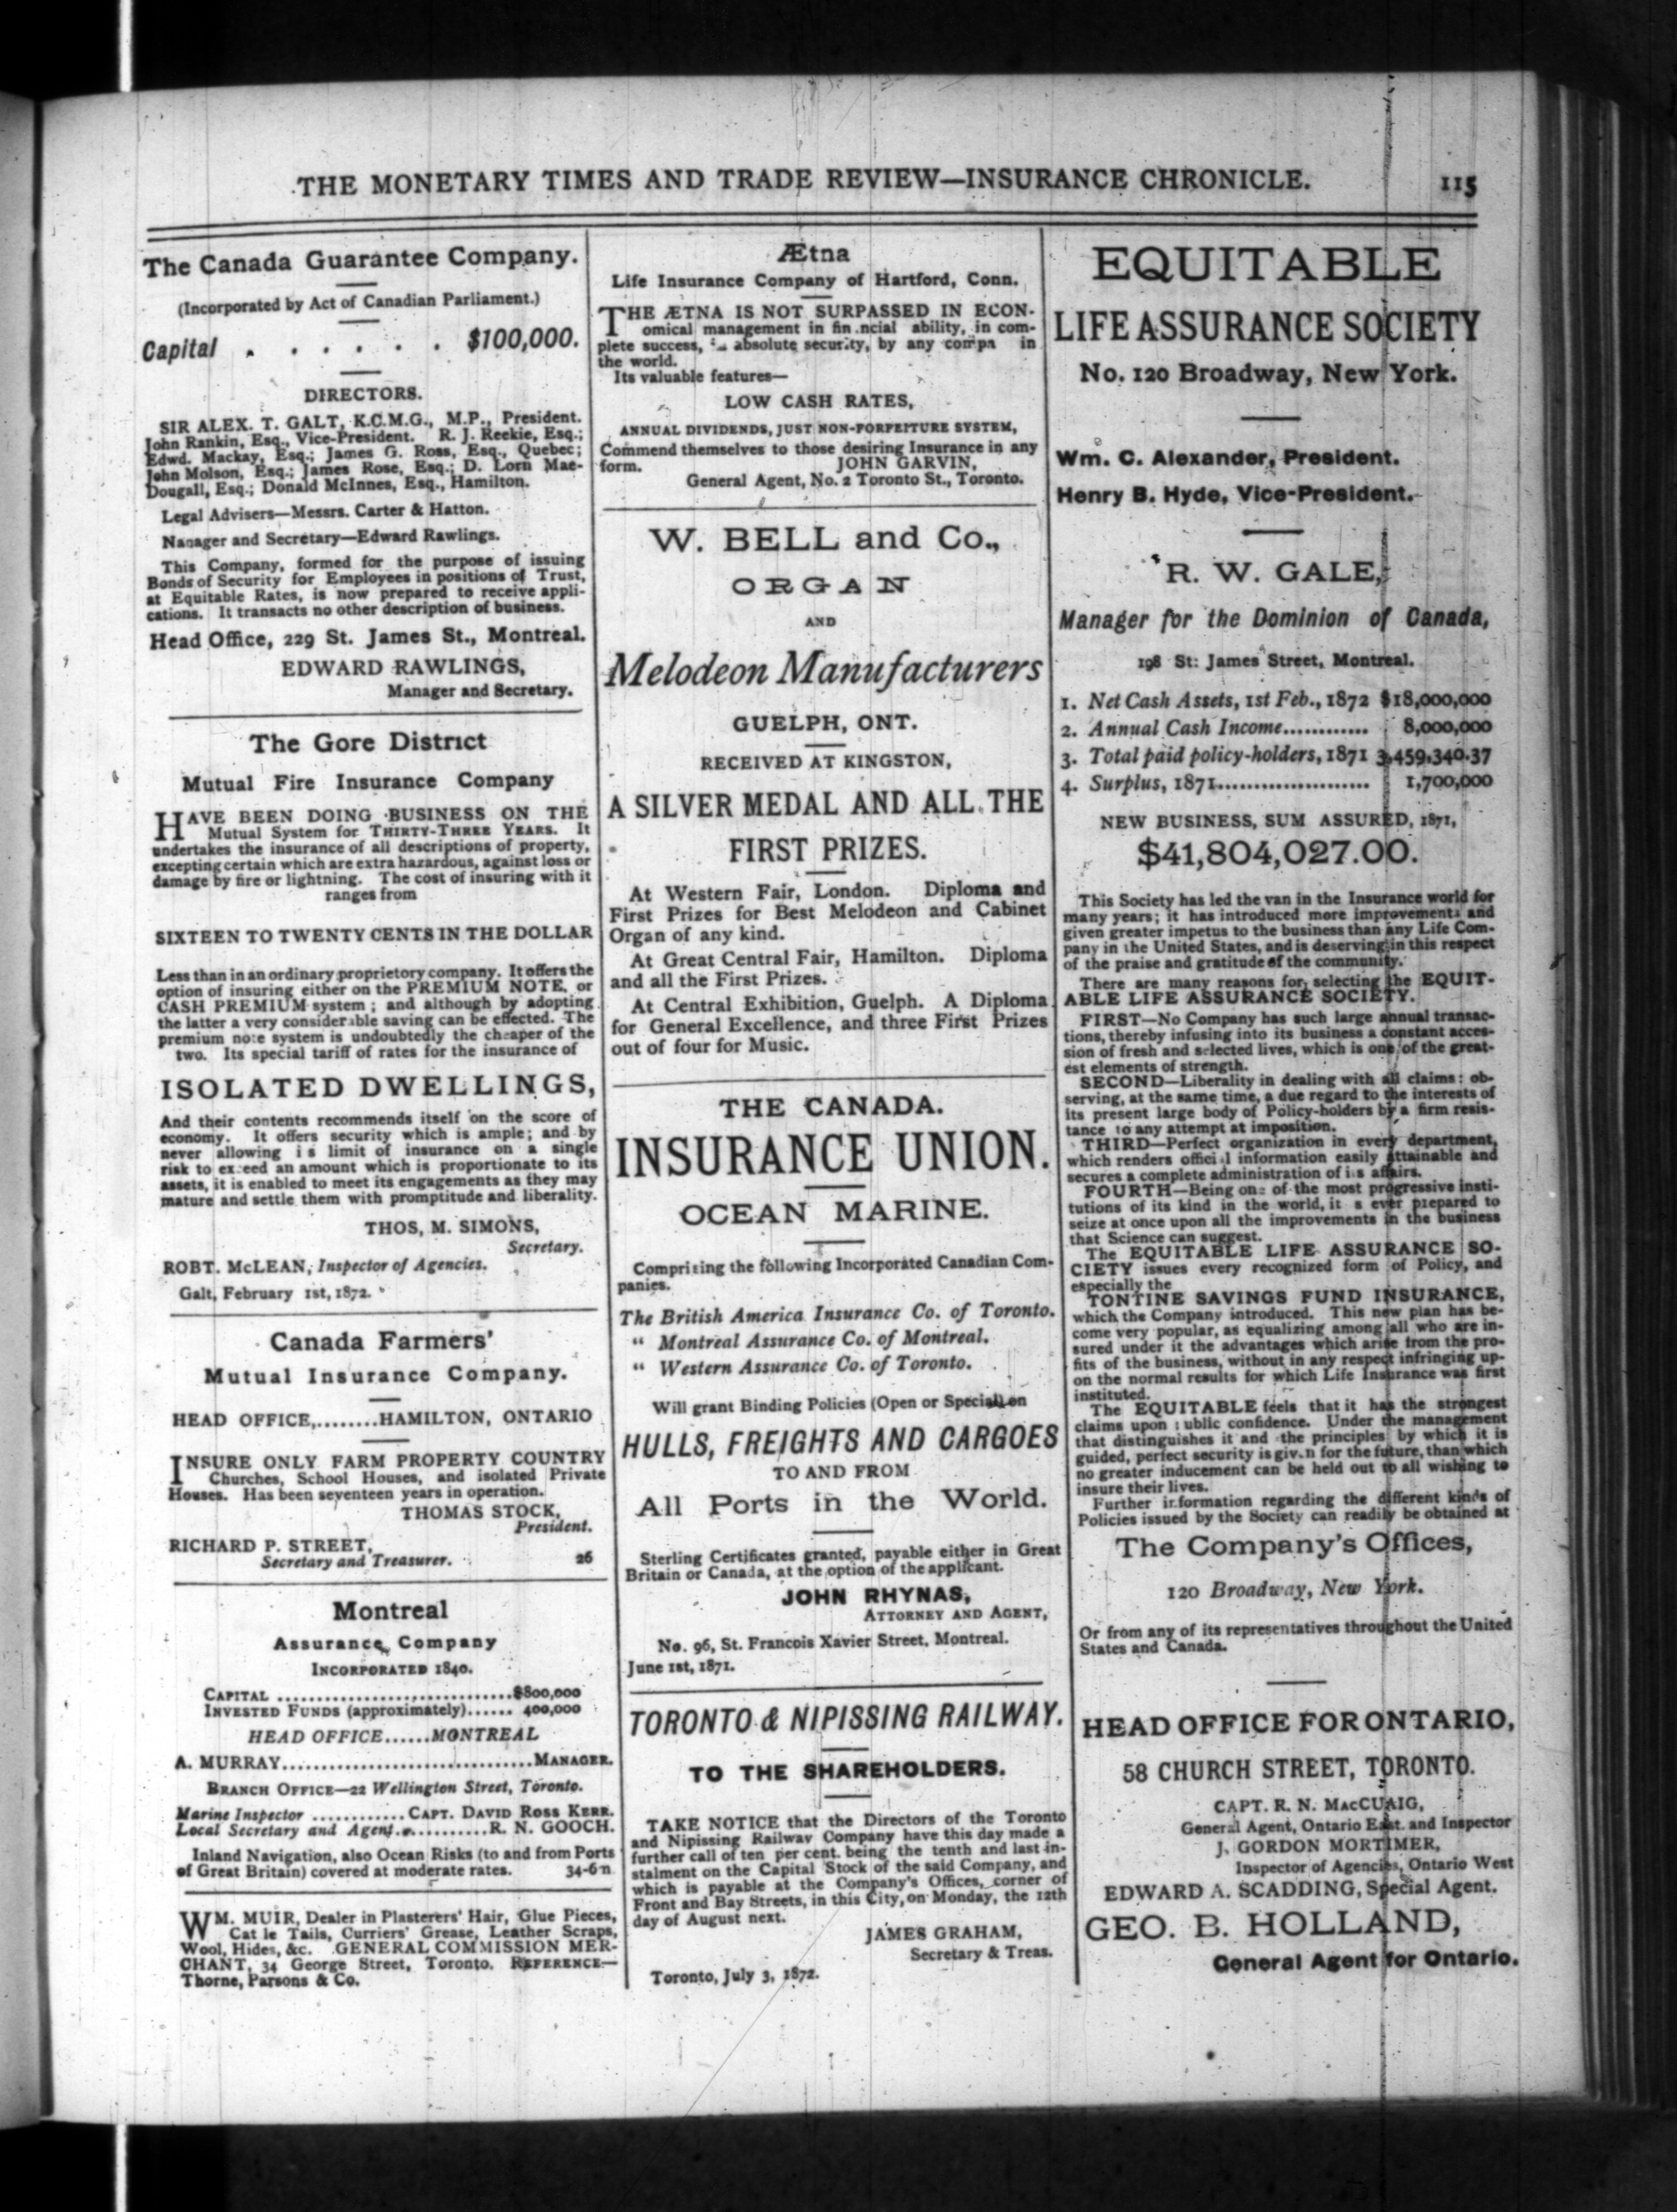 THE MONETARY TIMES AND TRADE REVIEW—INSURANCE CHRONICLE. 115
The Canada Guarantee Company.
(Incorporated by Act of Canadian Parliament.)
Capital . . . . . . $100,000.
DIRECTORS.
SIR ALEX. T. GALT, K.C.M.G., M.P., President.
John Rankin, Esq., Vice-President. R. J. Reekie, Esq.;
Edwd. Mackay, Esq.; James G. Ross, Esq., Quebec;
John Molson, Esq.; James Rose, Esq.; D. Lorn Mac-
Dougall, Esq.; Donald McInnes, Esq., Hamilton.
Legal Advisers—Messrs. Carter & Hatton.
Nanager and Secretary—Edward Rawlings.
This Company, formed for the purpose of issuing
Bonds of Security for Employees in positions of Trust,
at Equitable Rates, is now prepared to receive appli-
cations. It transacts no other description of business.
Head Office, 229 St. James St., Montreal.
EDWARD RAWLINGS,
Manager and Secretary.
The Gore District
Mutual Fire Insurance Company
HAVE BEEN DOING BUSINESS ON THE
Mutual System for THIRTY-THREE YEARS. It
undertakes the insurance of all descriptions of property,
excepting certain which are extra hazardous, against loss or
damage by fire or lightning. The cost of insuring with it
ranges from
SIXTEEN TO TWENTY CENTS IN THE DOLLAR
Less than in an ordinary proprietory company. It offers the
option of insuring either on the PREMIUM NOTE, or
CASH PREMIUM system; and although by adopting
the latter a very considerable saving can be effected. The
premium note system is undoubtedly the cheaper of the
two. Its special tariff of rates for the insurance of
ISOLATED DWELLINGS,
And their contents recommends itself on the score of
economy. It offers security which is ample; and by
never allowing i s limit of insurance on a single
risk to exceed an amount which is proportionate to its
assets, it is enabled to meet its engagements as they may
mature and settle them with promptitude and liberality.
THOS, M. SIMONS,
Secretary.
ROBT. McLEAN, Inspector of Agencies.
Galt, February 1st, 1872.
Canada Farmers'
Mutual Insurance Company.
HEAD OFFICE,........HAMILTON, ONTARIO
INSURE ONLY FARM PROPERTY COUNTRY
Churches, School Houses, and isolated Private
Houses. Has been seventeen years in operation.
THOMAS STOCK,
President.
RICHARD P. STREET,
Secretary and Treasurer. 26
Montreal
Assurance Company
INCORPORATED 1840.
CAPITAL ..............................$800,000
INVESTED FUNDS (approximately)...... 400,000
HEAD OFFICE......MONTREAL
A. MURRAY................................MANAGER.
BRANCH OFFICE—22 Wellington Street, Toronto.
Marine Inspector ............CAPT. DAVID ROSS KERR.
Local Secretary and Agent............R. N. GOOCH.
Inland Navigation, also Ocean Risks (to and from Ports
of Great Britain) covered at moderate rates. 34-6n
WM. MUIR, Dealer in Plasterers' Hair, Glue Pieces,
Cat le Tails, Curriers' Grease, Leather Scraps,
Wool, Hides, &c. GENERAL COMMISSION MER-
CHANT, 34 George Street, Toronto. REFERENCE—
Thorne, Parsons & Co.
Ætna
Life Insurance Company of Hartford, Conn.
THE ÆTNA IS NOT SURPASSED IN ECON-
omical management in fin ncial ability, in com-
plete success, absolute security, by any compa in
the world.
Its valuable features—
LOW CASH RATES,
ANNUAL DIVIDENDS, JUST NON-FORFEITURE SYSTEM,
Commend themselves to those desiring Insurance in any
form. JOHN GARVIN,
General Agent, No. 2 Toronto St., Toronto.
W. BELL and Co.,
ORGAN
AND
Melodeon Manufacturers
GUELPH, ONT.
RECEIVED AT KINGSTON,
A SILVER MEDAL AND ALL THE
FIRST PRIZES.
At Western Fair, London. Diploma and
First Prizes for Best Melodeon and Cabinet
Organ of any kind.
At Great Central Fair, Hamilton. Diploma
and all the First Prizes.
At Central Exhibition, Guelph. A Diploma
for General Excellence, and three First Prizes
out of four for Music.
THE CANADA.
INSURANCE UNION.
OCEAN MARINE.
Comprising the following Incorporated Canadian Com-
panies.
The British America Insurance Co. of Toronto.
“ Montreal Assurance Co. of Montreal.
“ Western Assurance Co. of Toronto.
Will grant Binding Policies (Open or Special) on
HULLS, FREIGHTS AND CARGOES
TO AND FROM
All Ports in the World.
Sterling Certificates granted, payable either in Great
Britain or Canada, at the option of the applicant.
JOHN RHYNAS,
ATTORNEY AND AGENT,
No. 96, St. Francois Xavier Street, Montreal.
June 1st, 1871.
TORONTO & NIPISSING RAILWAY.
TO THE SHAREHOLDERS.
TAKE NOTICE that the Directors of the Toronto
and Nipissing Railway Company have this day made a
further call of ten per cent. being the tenth and last in-
stalment on the Capital Stock of the said Company, and
which is payable at the Company's Offices, corner of
Front and Bay Streets, in this City, on Monday, the 12th
day of August next.
JAMES GRAHAM,
Secretary & Treas.
Toronto, July 3, 1872.
EQUITABLE
LIFE ASSURANCE SOCIETY
No. 120 Broadway, New York.
Wm. C. Alexander, President.
Henry B. Hyde, Vice-President.
R. W. GALE,
Manager for the Dominion of Canada,
198 St: James Street, Montreal.
1. Net Cash Assets, 1st Feb., 1872 $18,000,000
2. Annual Cash Income............ 8,000,000
3. Total paid policy-holders, 1871 3,459,340.37
4. Surplus, 1871..................... 1,700,000
NEW BUSINESS, SUM ASSURED, 1871,
$41,804,027.00.
This Society has led the van in the Insurance world for
many years; it has introduced more improvements and
given greater impetus to the business than any Life Com-
pany in the United States, and is deserving in this respect
of the praise and gratitude of the community.
There are many reasons for selecting the EQUIT-
ABLE LIFE ASSURANCE SOCIETY.
FIRST—No Company has such large annual transac-
tions, thereby infusing into its business a constant acces-
sion of fresh and selected lives, which is one of the great-
est elements of strength.
SECOND—Liberality in dealing with all claims: ob-
serving, at the same time, a due regard to the interests of
its present large body of Policy-holders by a firm resis-
tance to any attempt at imposition.
THIRD—Perfect organization in every department,
which renders official information easily attainable and
secures a complete administration of its affairs.
FOURTH—Being one of the most progressive insti-
tutions of its kind in the world, it s ever prepared to
seize at once upon all the improvements in the business
that Science can suggest.
The EQUITABLE LIFE ASSURANCE SO-
CIETY issues every recognized form of Policy, and
especially the
TONTINE SAVINGS FUND INSURANCE,
which the Company introduced. This new plan has be-
come very popular, as equalizing among all who are in-
sured under it the advantages which arise from the pro-
fits of the business, without in any respect infringing up-
on the normal results for which Life Insurance was first
instituted.
The EQUITABLE feels that it has the strongest
claims upon ublic confidence. Under the management
that distinguishes it and the principles by which it is
guided, perfect security is giv n for the future, than which
no greater inducement can be held out to all wishing to
insure their lives.
Further information regarding the different kinds of
Policies issued by the Society can readily be obtained at
The Company's Offices,
120 Broadway, New York.
Or from any of its representatives throughout the United
States and Canada.
HEAD OFFICE FOR ONTARIO,
58 CHURCH STREET, TORONTO.
CAPT. R. N. MacCUAIG,
General Agent, Ontario East. and Inspector
J. GORDON MORTIMER,
Inspector of Agencies, Ontario West
EDWARD A. SCADDING, Special Agent.
GEO. B. HOLLAND,
General Agent for Ontario.